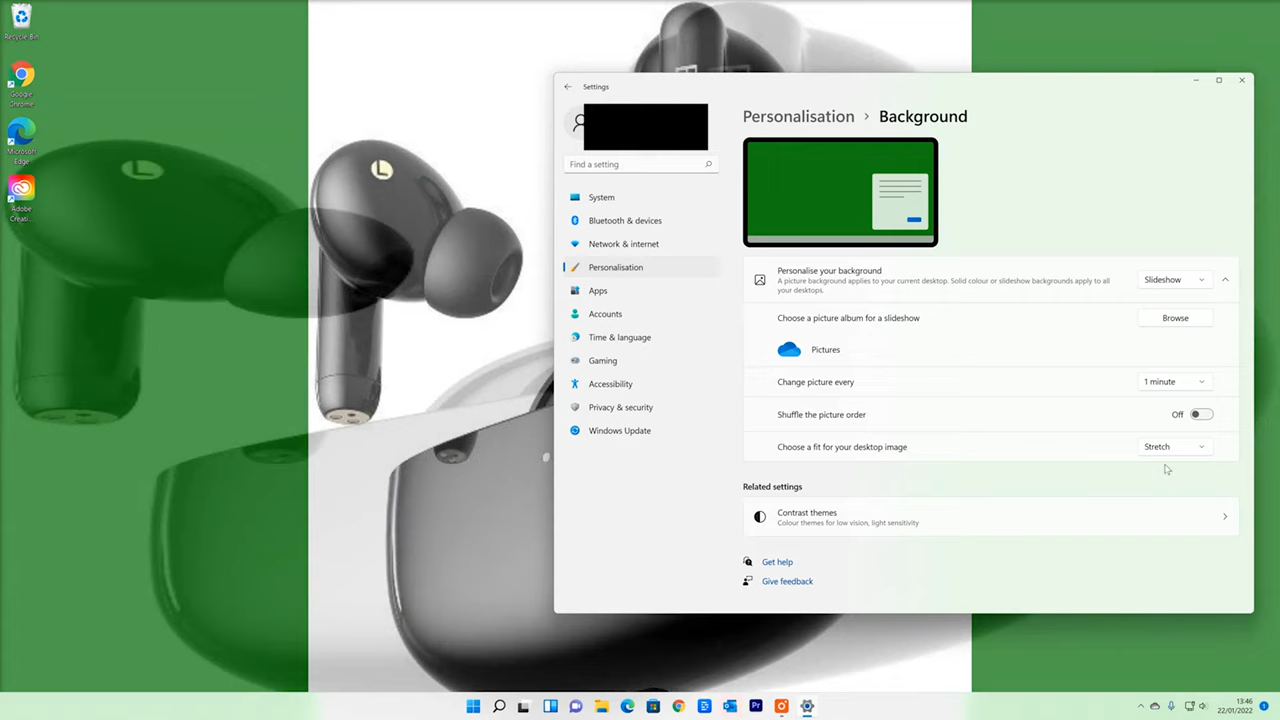 Recycle Bin
Google
Chrome
Microsoft
Edge
Adobe
Creati...
L
L
Settings
Find a setting
System
Bluetooth & devices
Network & internet
Personalisation
Apps
Accounts
Time & language
Gaming
Accessibility
Privacy & security
Windows Update
Personalisation > Background
Personalise your background
A picture background applies to your current desktop. Solid colour or slideshow backgrounds apply to all
your desktops.
Slideshow
Choose a picture album for a slideshow
Browse
Pictures
Change picture every
1 minute
Shuffle the picture order
Off
Choose a fit for your desktop image
Stretch
Related settings
Contrast themes
Colour themes for low vision, light sensitivity
Get help
Give feedback
Pr
13:46
22/01/2022
1